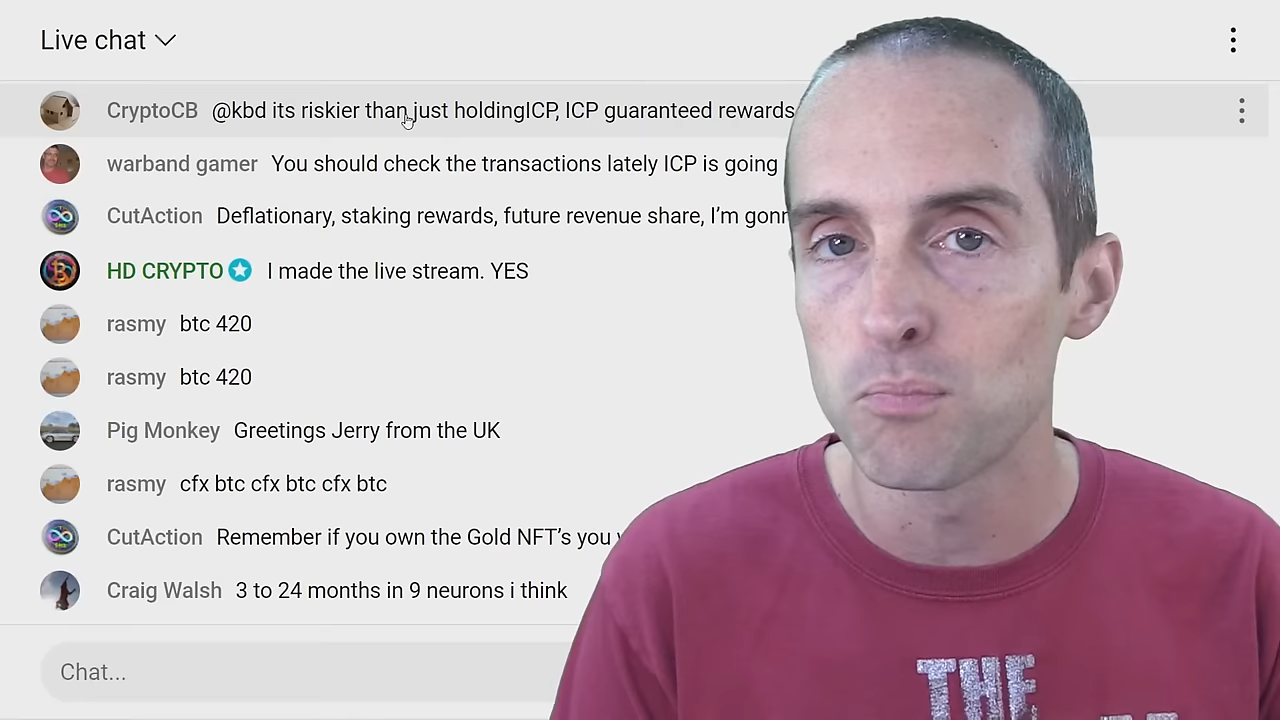 Live chat
CryptoCB @kbd its riskier than just holdingICP, ICP guaranteed rewards
warband gamer You should check the transactions lately ICP is going
CutAction Deflationary, staking rewards, future revenue share, I’m
HD CRYPTO I made the live stream. YES
rasmy btc 420
rasmy btc 420
Pig Monkey Greetings Jerry from the UK
rasmy cfx btc cfx btc cfx btc
CutAction Remember if you own the Gold NFT’s you
Craig Walsh 3 to 24 months in 9 neurons i think
Chat...
THE